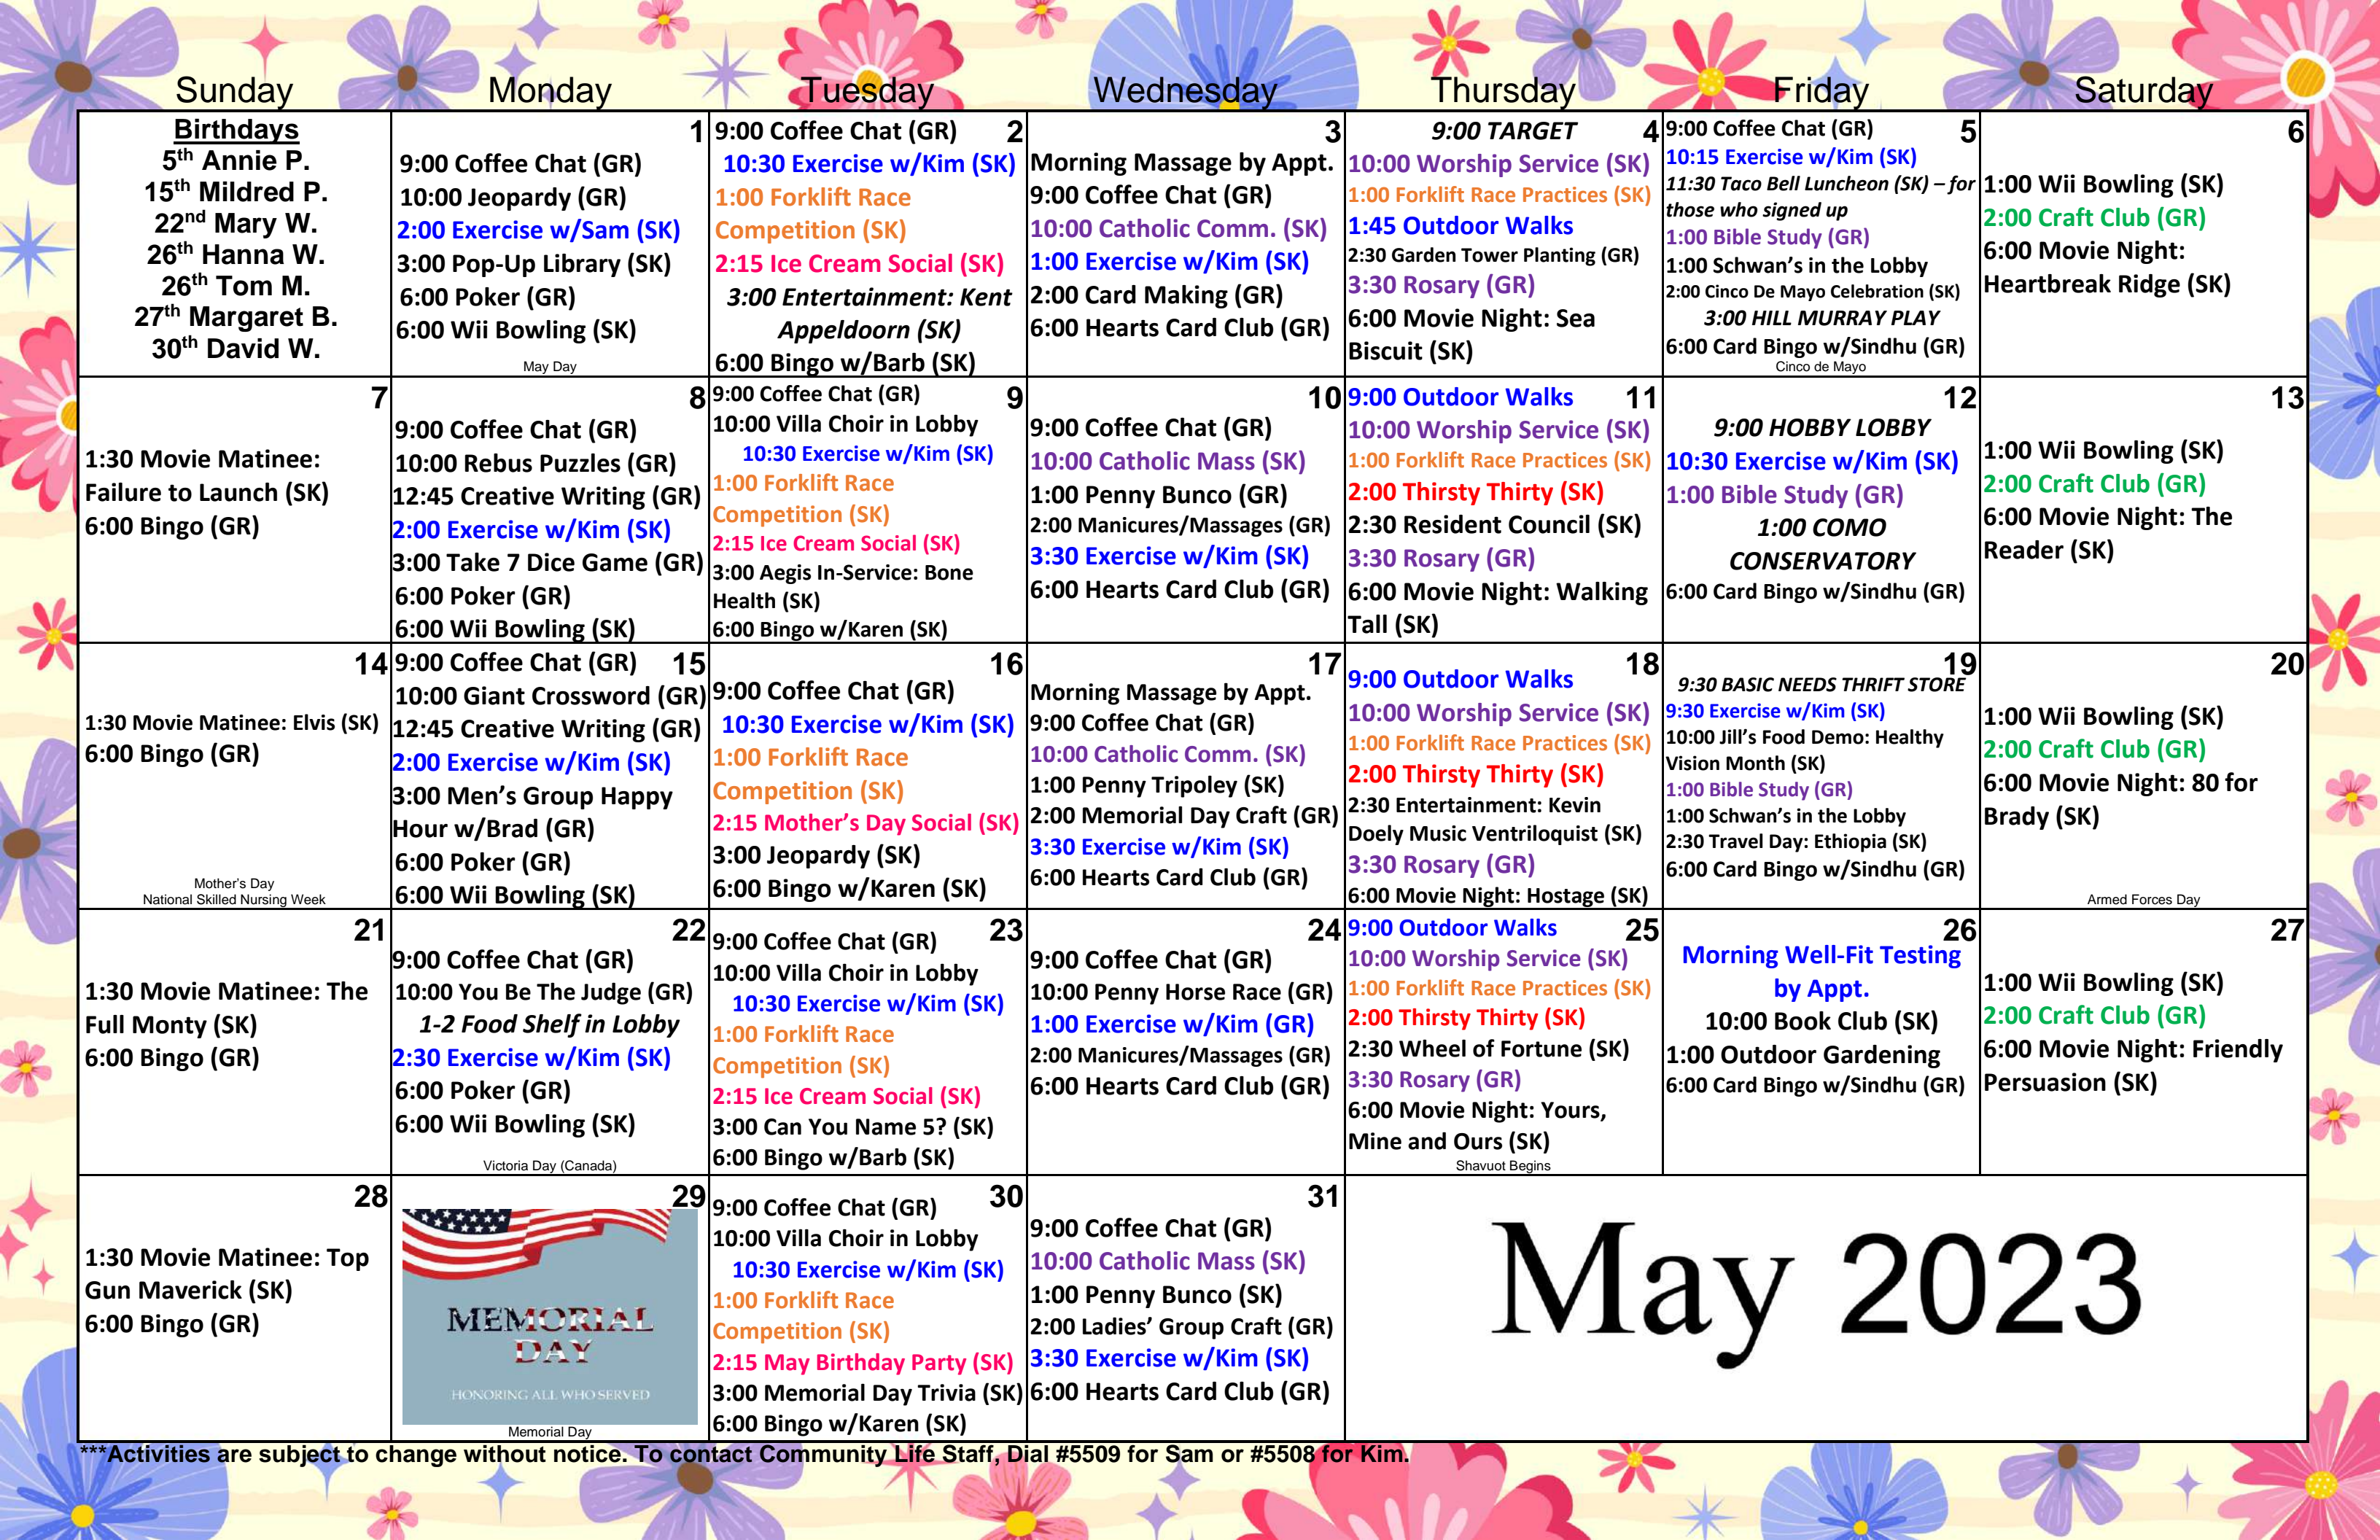 Sunday Monday Tuesday Wednesday Thursday Friday Saturday
Birthdays
5th Annie P.
15th Mildred P.
22nd Mary W.
26th Hanna W.
26th Tom M.
27th Margaret B.
30th David W.
1
9:00 Coffee Chat (GR)
10:00 Jeopardy (GR)
2:00 Exercise w/Sam (SK)
3:00 Pop-Up Library (SK)
6:00 Poker (GR)
6:00 Wii Bowling (SK)
May Day
9:00 Coffee Chat (GR) 2
10:30 Exercise w/Kim (SK)
1:00 Forklift Race
Competition (SK)
2:15 Ice Cream Social (SK)
3:00 Entertainment: Kent
Appeldoorn (SK)
6:00 Bingo w/Barb (SK)
3
Morning Massage by Appt.
9:00 Coffee Chat (GR)
10:00 Catholic Comm. (SK)
1:00 Exercise w/Kim (SK)
2:00 Card Making (GR)
6:00 Hearts Card Club (GR)
9:00 TARGET 4
10:00 Worship Service (SK)
1:00 Forklift Race Practices (SK)
1:45 Outdoor Walks
2:30 Garden Tower Planting (GR)
3:30 Rosary (GR)
6:00 Movie Night: Sea
Biscuit (SK)
9:00 Coffee Chat (GR) 5
10:15 Exercise w/Kim (SK)
11:30 Taco Bell Luncheon (SK) – for
those who signed up
1:00 Bible Study (GR)
1:00 Schwan's in the Lobby
2:00 Cinco De Mayo Celebration (SK)
3:00 HILL MURRAY PLAY
6:00 Card Bingo w/Sindhu (GR)
Cinco de Mayo
6
1:00 Wii Bowling (SK)
2:00 Craft Club (GR)
6:00 Movie Night:
Heartbreak Ridge (SK)
7
1:30 Movie Matinee:
Failure to Launch (SK)
6:00 Bingo (GR)
8
9:00 Coffee Chat (GR)
10:00 Rebus Puzzles (GR)
12:45 Creative Writing (GR)
2:00 Exercise w/Kim (SK)
3:00 Take 7 Dice Game (GR)
6:00 Poker (GR)
6:00 Wii Bowling (SK)
9:00 Coffee Chat (GR) 9
10:00 Villa Choir in Lobby
10:30 Exercise w/Kim (SK)
1:00 Forklift Race
Competition (SK)
2:15 Ice Cream Social (SK)
3:00 Aegis In-Service: Bone
Health (SK)
6:00 Bingo w/Karen (SK)
10
9:00 Coffee Chat (GR)
10:00 Catholic Mass (SK)
1:00 Penny Bunco (GR)
2:00 Manicures/Massages (GR)
3:30 Exercise w/Kim (SK)
6:00 Hearts Card Club (GR)
9:00 Outdoor Walks 11
10:00 Worship Service (SK)
1:00 Forklift Race Practices (SK)
2:00 Thirsty Thirty (SK)
2:30 Resident Council (SK)
3:30 Rosary (GR)
6:00 Movie Night: Walking
Tall (SK)
12
9:00 HOBBY LOBBY
10:30 Exercise w/Kim (SK)
1:00 Bible Study (GR)
1:00 COMO
CONSERVATORY
6:00 Card Bingo w/Sindhu (GR)
13
1:00 Wii Bowling (SK)
2:00 Craft Club (GR)
6:00 Movie Night: The
Reader (SK)
14
1:30 Movie Matinee: Elvis (SK)
6:00 Bingo (GR)
Mother's Day
National Skilled Nursing Week
9:00 Coffee Chat (GR) 15
10:00 Giant Crossword (GR)
12:45 Creative Writing (GR)
2:00 Exercise w/Kim (SK)
3:00 Men's Group Happy
Hour w/Brad (GR)
6:00 Poker (GR)
6:00 Wii Bowling (SK)
16
9:00 Coffee Chat (GR)
10:30 Exercise w/Kim (SK)
1:00 Forklift Race
Competition (SK)
2:15 Mother's Day Social (SK)
3:00 Jeopardy (SK)
6:00 Bingo w/Karen (SK)
17
Morning Massage by Appt.
9:00 Coffee Chat (GR)
10:00 Catholic Comm. (SK)
1:00 Penny Tripoley (SK)
2:00 Memorial Day Craft (GR)
3:30 Exercise w/Kim (SK)
6:00 Hearts Card Club (GR)
18
9:00 Outdoor Walks
10:00 Worship Service (SK)
1:00 Forklift Race Practices (SK)
2:00 Thirsty Thirty (SK)
2:30 Entertainment: Kevin
Doely Music Ventriloquist (SK)
3:30 Rosary (GR)
6:00 Movie Night: Hostage (SK)
19
9:30 BASIC NEEDS THRIFT STORE
9:30 Exercise w/Kim (SK)
10:00 Jill's Food Demo: Healthy
Vision Month (SK)
1:00 Bible Study (GR)
1:00 Schwan's in the Lobby
2:30 Travel Day: Ethiopia (SK)
6:00 Card Bingo w/Sindhu (GR)
20
1:00 Wii Bowling (SK)
2:00 Craft Club (GR)
6:00 Movie Night: 80 for
Brady (SK)
Armed Forces Day
21
1:30 Movie Matinee: The
Full Monty (SK)
6:00 Bingo (GR)
22
9:00 Coffee Chat (GR)
10:00 You Be The Judge (GR)
1-2 Food Shelf in Lobby
2:30 Exercise w/Kim (SK)
6:00 Poker (GR)
6:00 Wii Bowling (SK)
Victoria Day (Canada)
9:00 Coffee Chat (GR) 23
10:00 Villa Choir in Lobby
10:30 Exercise w/Kim (SK)
1:00 Forklift Race
Competition (SK)
2:15 Ice Cream Social (SK)
3:00 Can You Name 5? (SK)
6:00 Bingo w/Barb (SK)
24
9:00 Coffee Chat (GR)
10:00 Penny Horse Race (GR)
1:00 Exercise w/Kim (GR)
2:00 Manicures/Massages (GR)
6:00 Hearts Card Club (GR)
9:00 Outdoor Walks 25
10:00 Worship Service (SK)
1:00 Forklift Race Practices (SK)
2:00 Thirsty Thirty (SK)
2:30 Wheel of Fortune (SK)
3:30 Rosary (GR)
6:00 Movie Night: Yours,
Mine and Ours (SK)
Shavuot Begins
26
Morning Well-Fit Testing
by Appt.
10:00 Book Club (SK)
1:00 Outdoor Gardening
6:00 Card Bingo w/Sindhu (GR)
27
1:00 Wii Bowling (SK)
2:00 Craft Club (GR)
6:00 Movie Night: Friendly
Persuasion (SK)
28
1:30 Movie Matinee: Top
Gun Maverick (SK)
6:00 Bingo (GR)
29
MEMORIAL
DAY
HONORING ALL WHO SERVED
Memorial Day
9:00 Coffee Chat (GR) 30
10:00 Villa Choir in Lobby
10:30 Exercise w/Kim (SK)
1:00 Forklift Race
Competition (SK)
2:15 May Birthday Party (SK)
3:00 Memorial Day Trivia (SK)
6:00 Bingo w/Karen (SK)
31
9:00 Coffee Chat (GR)
10:00 Catholic Mass (SK)
1:00 Penny Bunco (SK)
2:00 Ladies' Group Craft (GR)
3:30 Exercise w/Kim (SK)
6:00 Hearts Card Club (GR)
May 2023
***Activities are subject to change without notice. To contact Community Life Staff, Dial #5509 for Sam or #5508 for Kim.